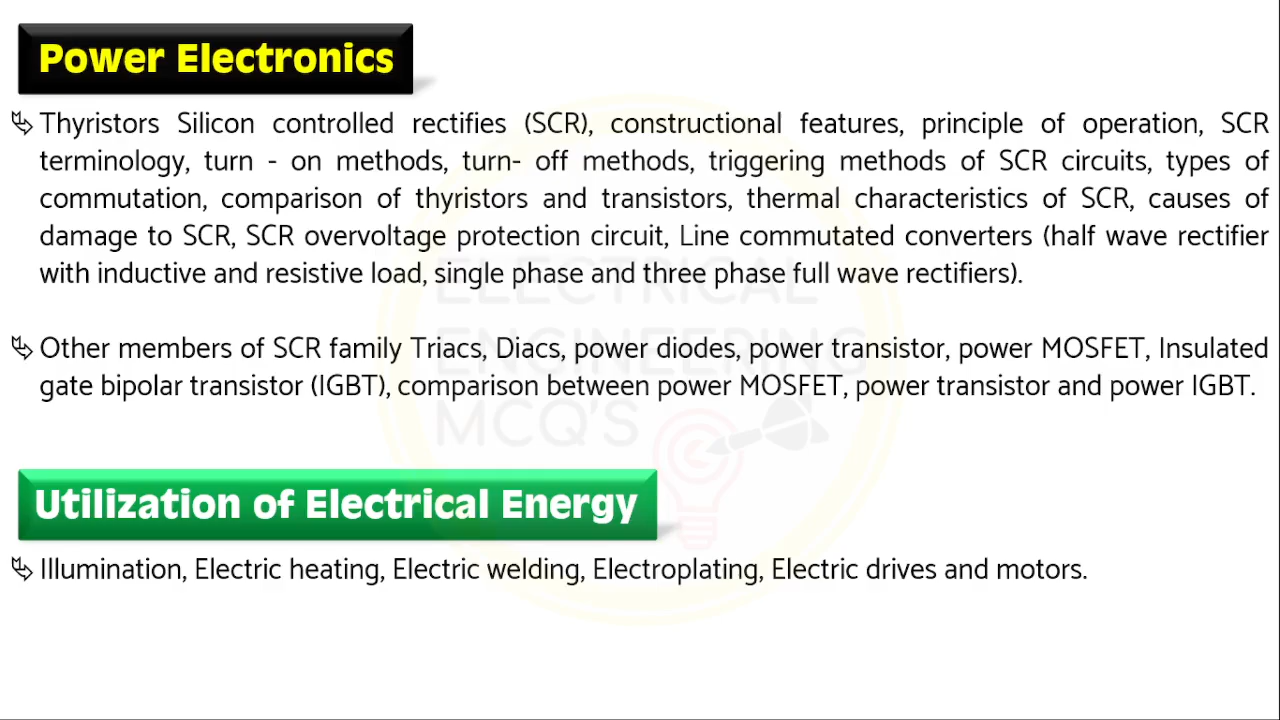 Power Electronics
Thyristors Silicon controlled rectifies (SCR), constructional features, principle of operation, SCR
terminology, turn - on methods, turn- off methods, triggering methods of SCR circuits, types of
commutation, comparison of thyristors and transistors, thermal characteristics of SCR, causes of
damage to SCR, SCR overvoltage protection circuit, Line commutated converters (half wave rectifier
with inductive and resistive load, single phase and three phase full wave rectifiers).
Other members of SCR family Triacs, Diacs, power diodes, power transistor, power MOSFET, Insulated
gate bipolar transistor (IGBT), comparison between power MOSFET, power transistor and power IGBT.
ELECTRICAL
ENGINEERING
MCQ'S
Utilization of Electrical Energy
Illumination, Electric heating, Electric welding, Electroplating, Electric drives and motors.